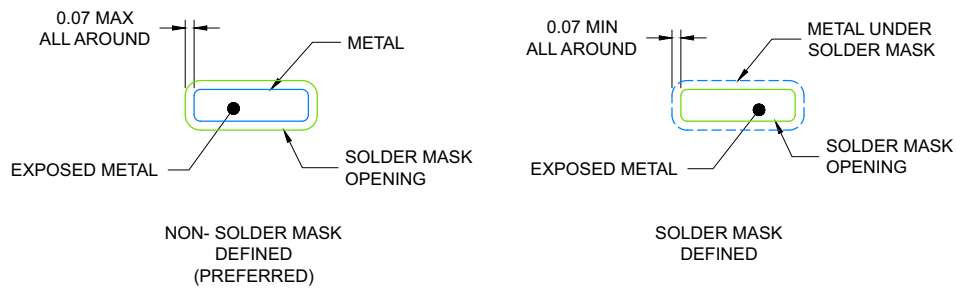 0.07 MAX
ALL AROUND
METAL
EXPOSED METAL
SOLDER MASK
OPENING
NON- SOLDER MASK
DEFINED
(PREFERRED)
0.07 MIN
ALL AROUND
METAL UNDER
SOLDER MASK
EXPOSED METAL
SOLDER MASK
OPENING
SOLDER MASK
DEFINED